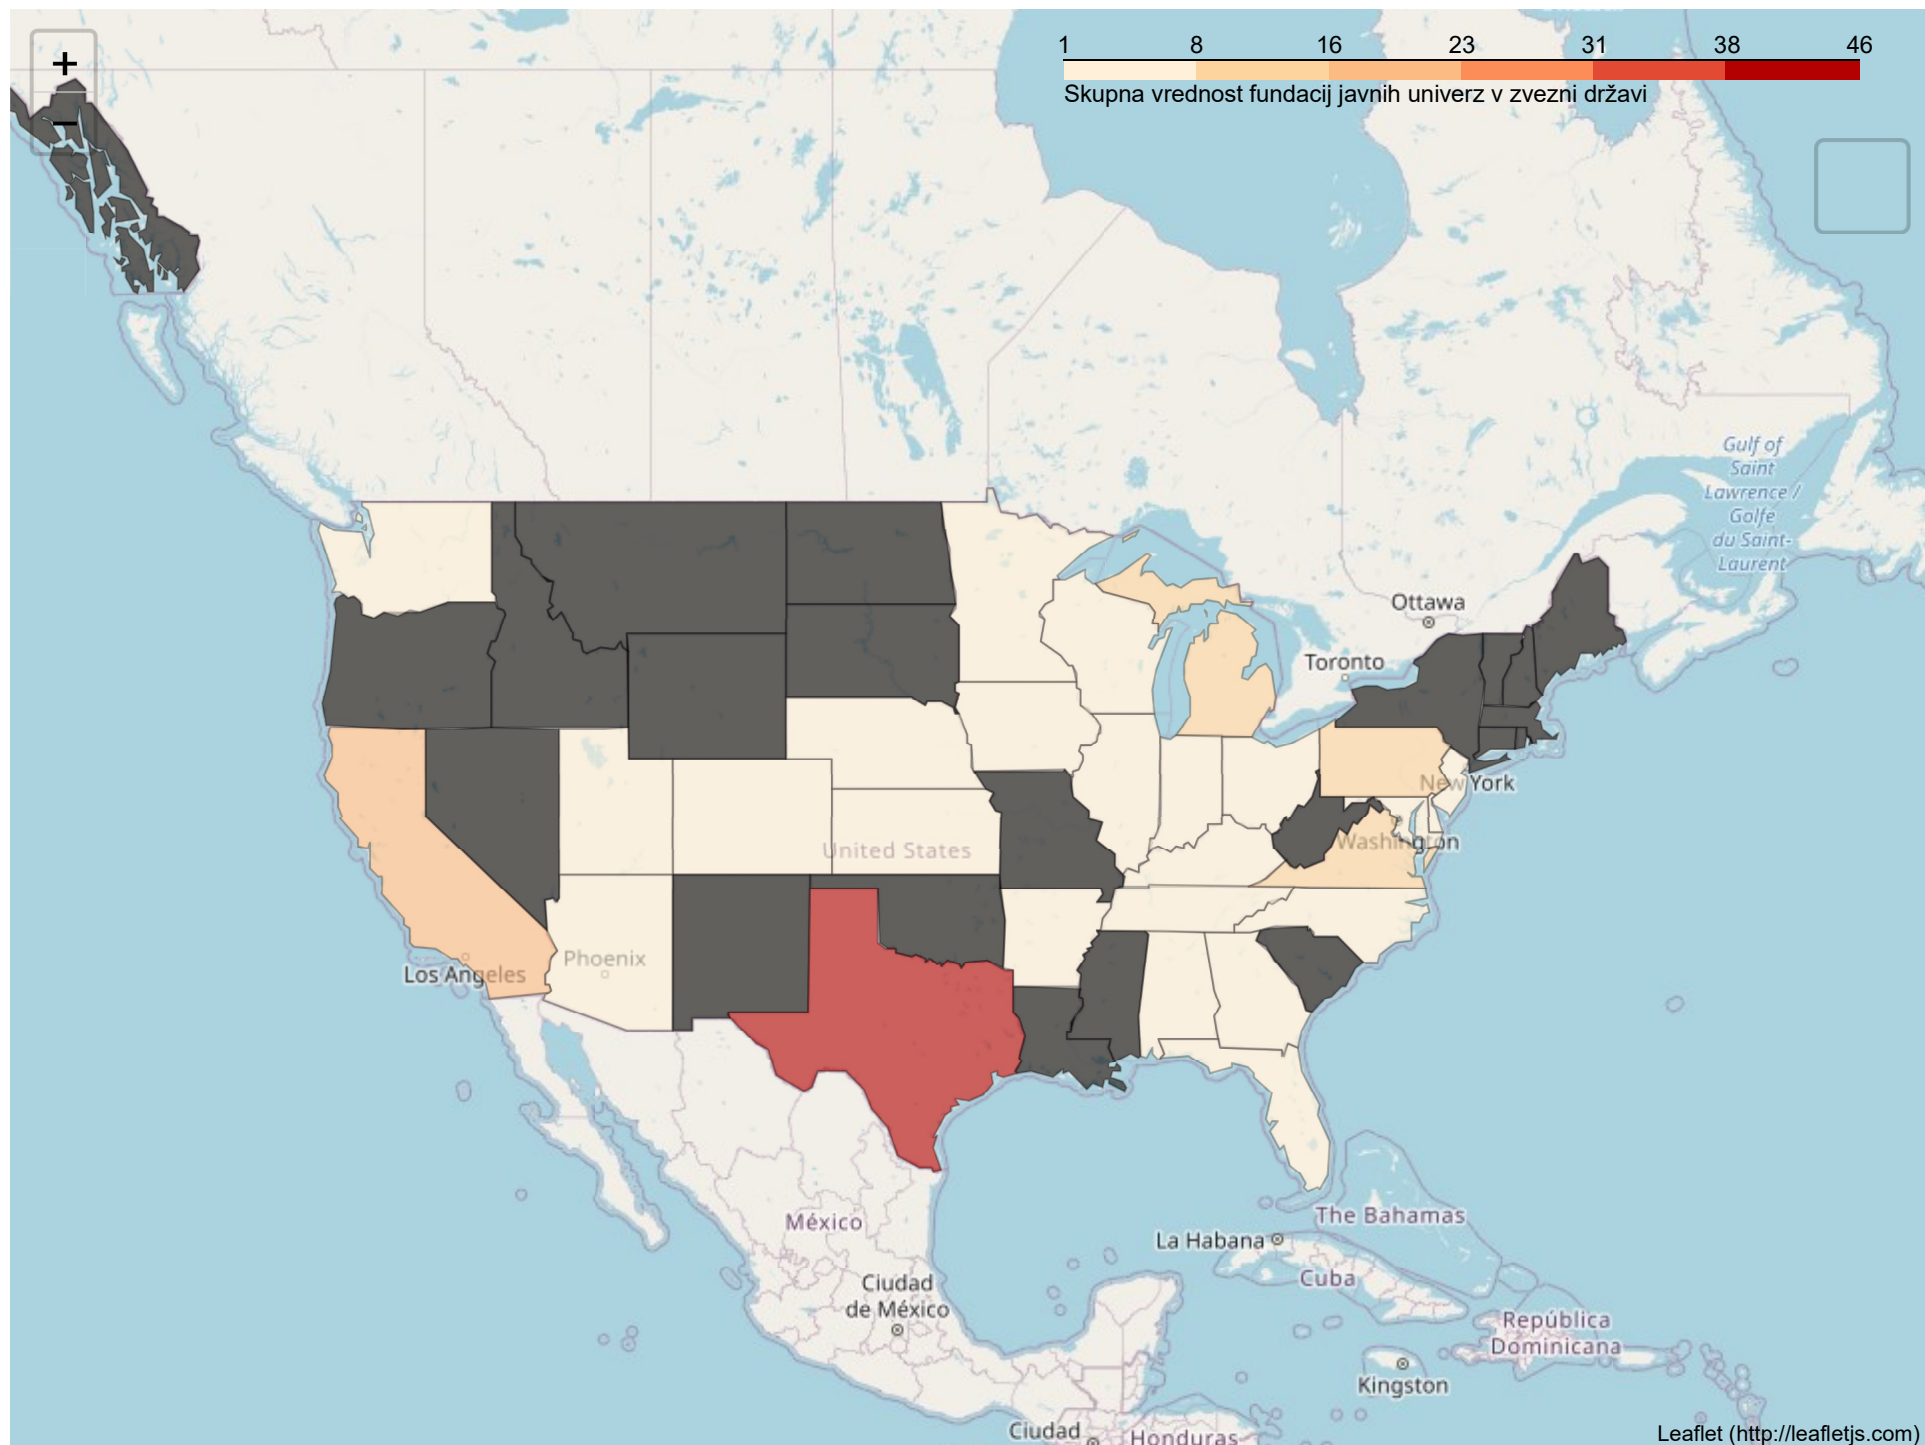 +
−
1 8 16 23 31 38 46
Skupna vrednost fundacij javnih univerz v zvezni državi
Gulf of
Saint
Lawrence /
Golfe
du Saint-
Laurent
Ottawa
Toronto
New York
Washington
United States
Phoenix
Los Angeles
México
Ciudad
de México
La Habana
The Bahamas
Cuba
República
Dominicana
Kingston
Ciudad
Honduras
Leaflet (http://leafletjs.com)